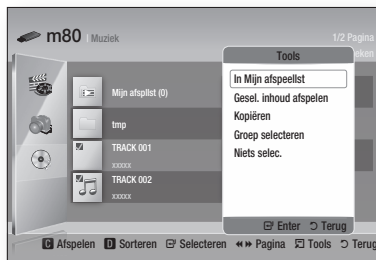 m80 | Muziek
1/2 Pagina
eken
Tools
In Mijn afspeellst
Gesel. inhoud afspelen
Kopiëren
Groep selecteren
Niets selec.
Enter Terug
Mijn afspllst (0)
tmp
TRACK 001
xxxxx
TRACK 002
xxxxx
C Afspelen D Sorteren Selecteren Pagina Tools Terug